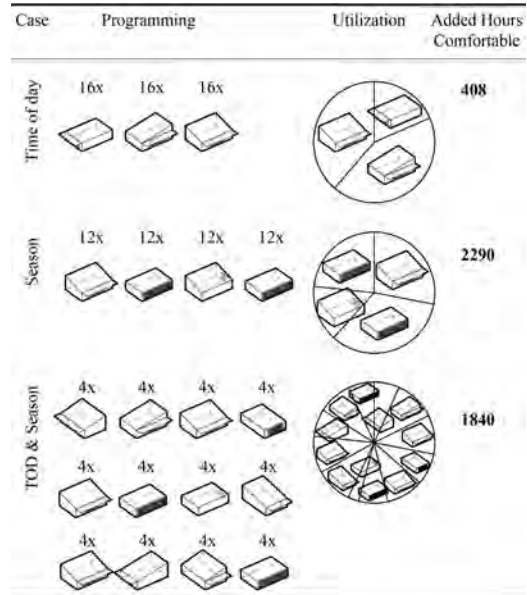 Case Programming Utilization Added Hours Comfortable
Time of day
16x 16x 16x
408
Season
12x 12x 12x 12x
2290
TOD & Season
4x 4x 4x 4x
1840
4x 4x 4x 4x
4x 4x 4x 4x